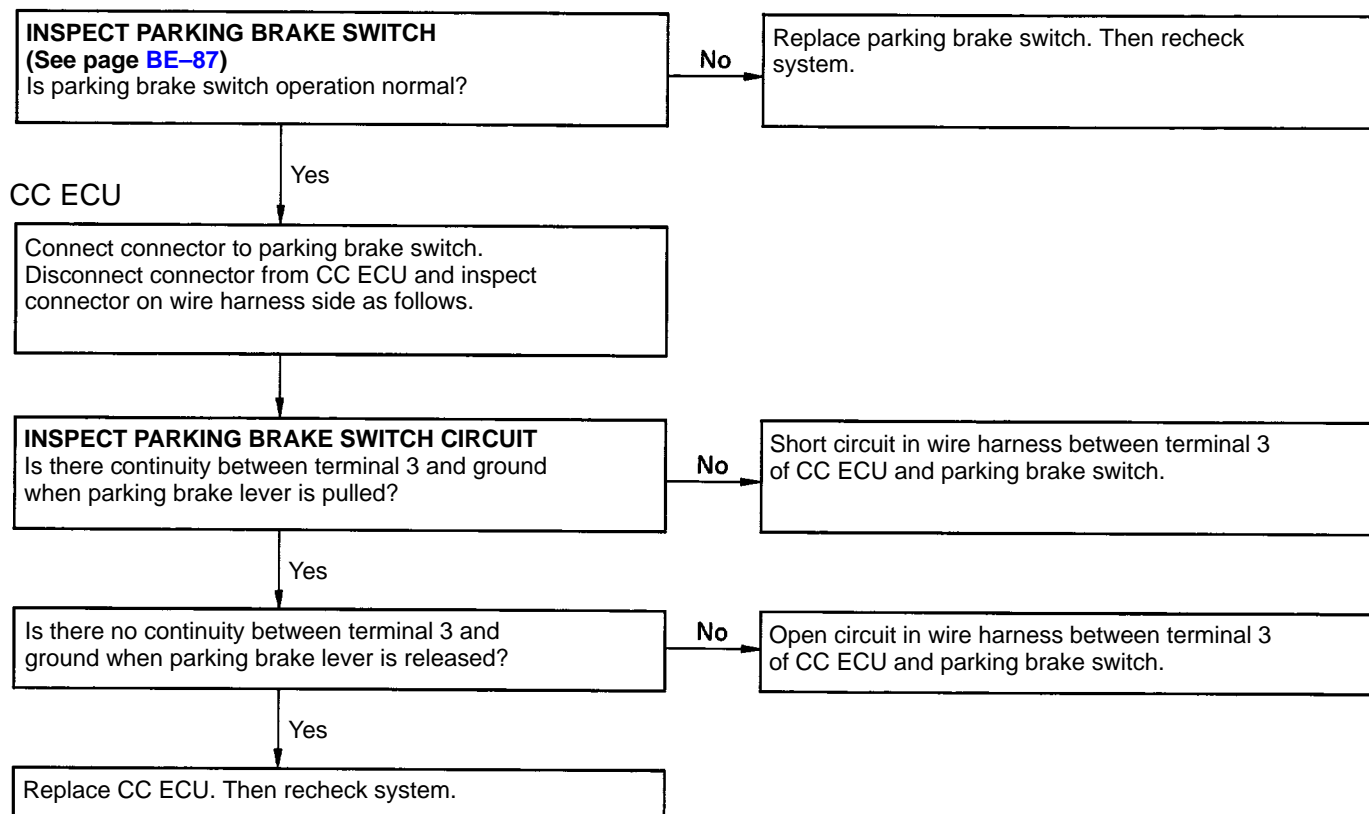 INSPECT PARKING BRAKE SWITCH
(See page BE–87)
Is parking brake switch operation normal?
No
Replace parking brake switch. Then recheck
system.
Yes
CC ECU
Connect connector to parking brake switch.
Disconnect connector from CC ECU and inspect
connector on wire harness side as follows.
INSPECT PARKING BRAKE SWITCH CIRCUIT
Is there continuity between terminal 3 and ground
when parking brake lever is pulled?
No
Short circuit in wire harness between terminal 3
of CC ECU and parking brake switch.
Yes
Is there no continuity between terminal 3 and
ground when parking brake lever is released?
No
Open circuit in wire harness between terminal 3
of CC ECU and parking brake switch.
Yes
Replace CC ECU. Then recheck system.